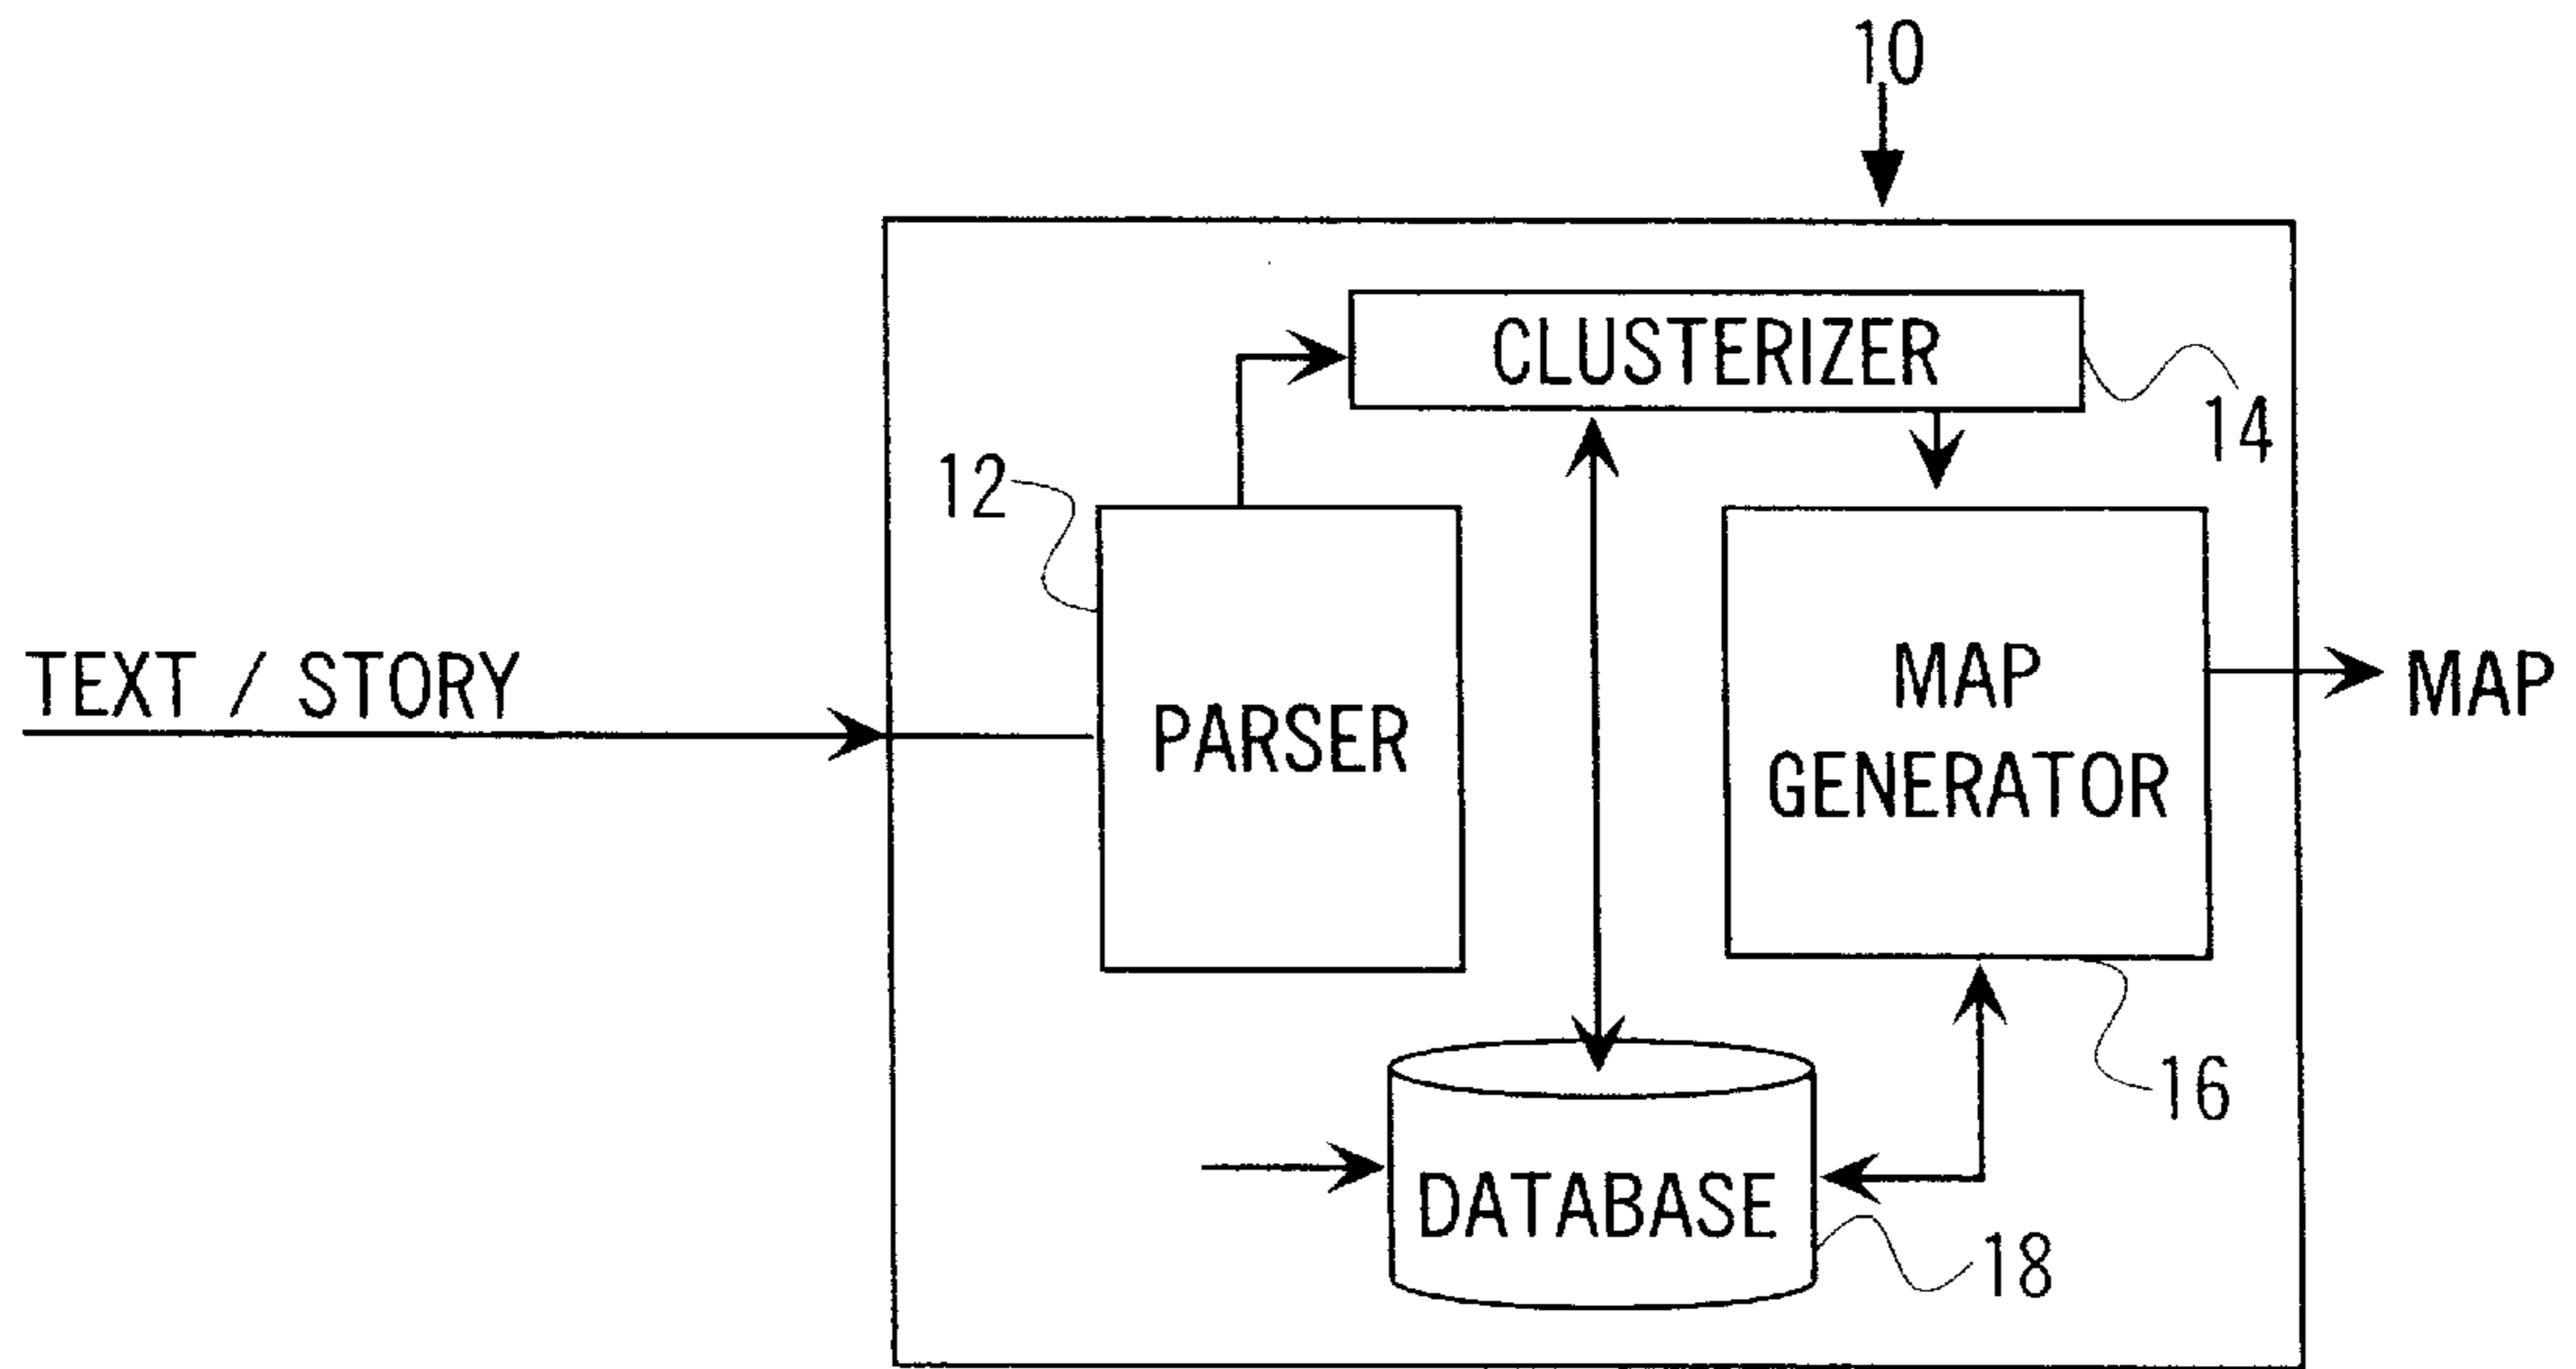 10
CLUSTERIZER
14
12
TEXT / STORY
PARSER
MAP
GENERATOR
MAP
16
DATABASE
18